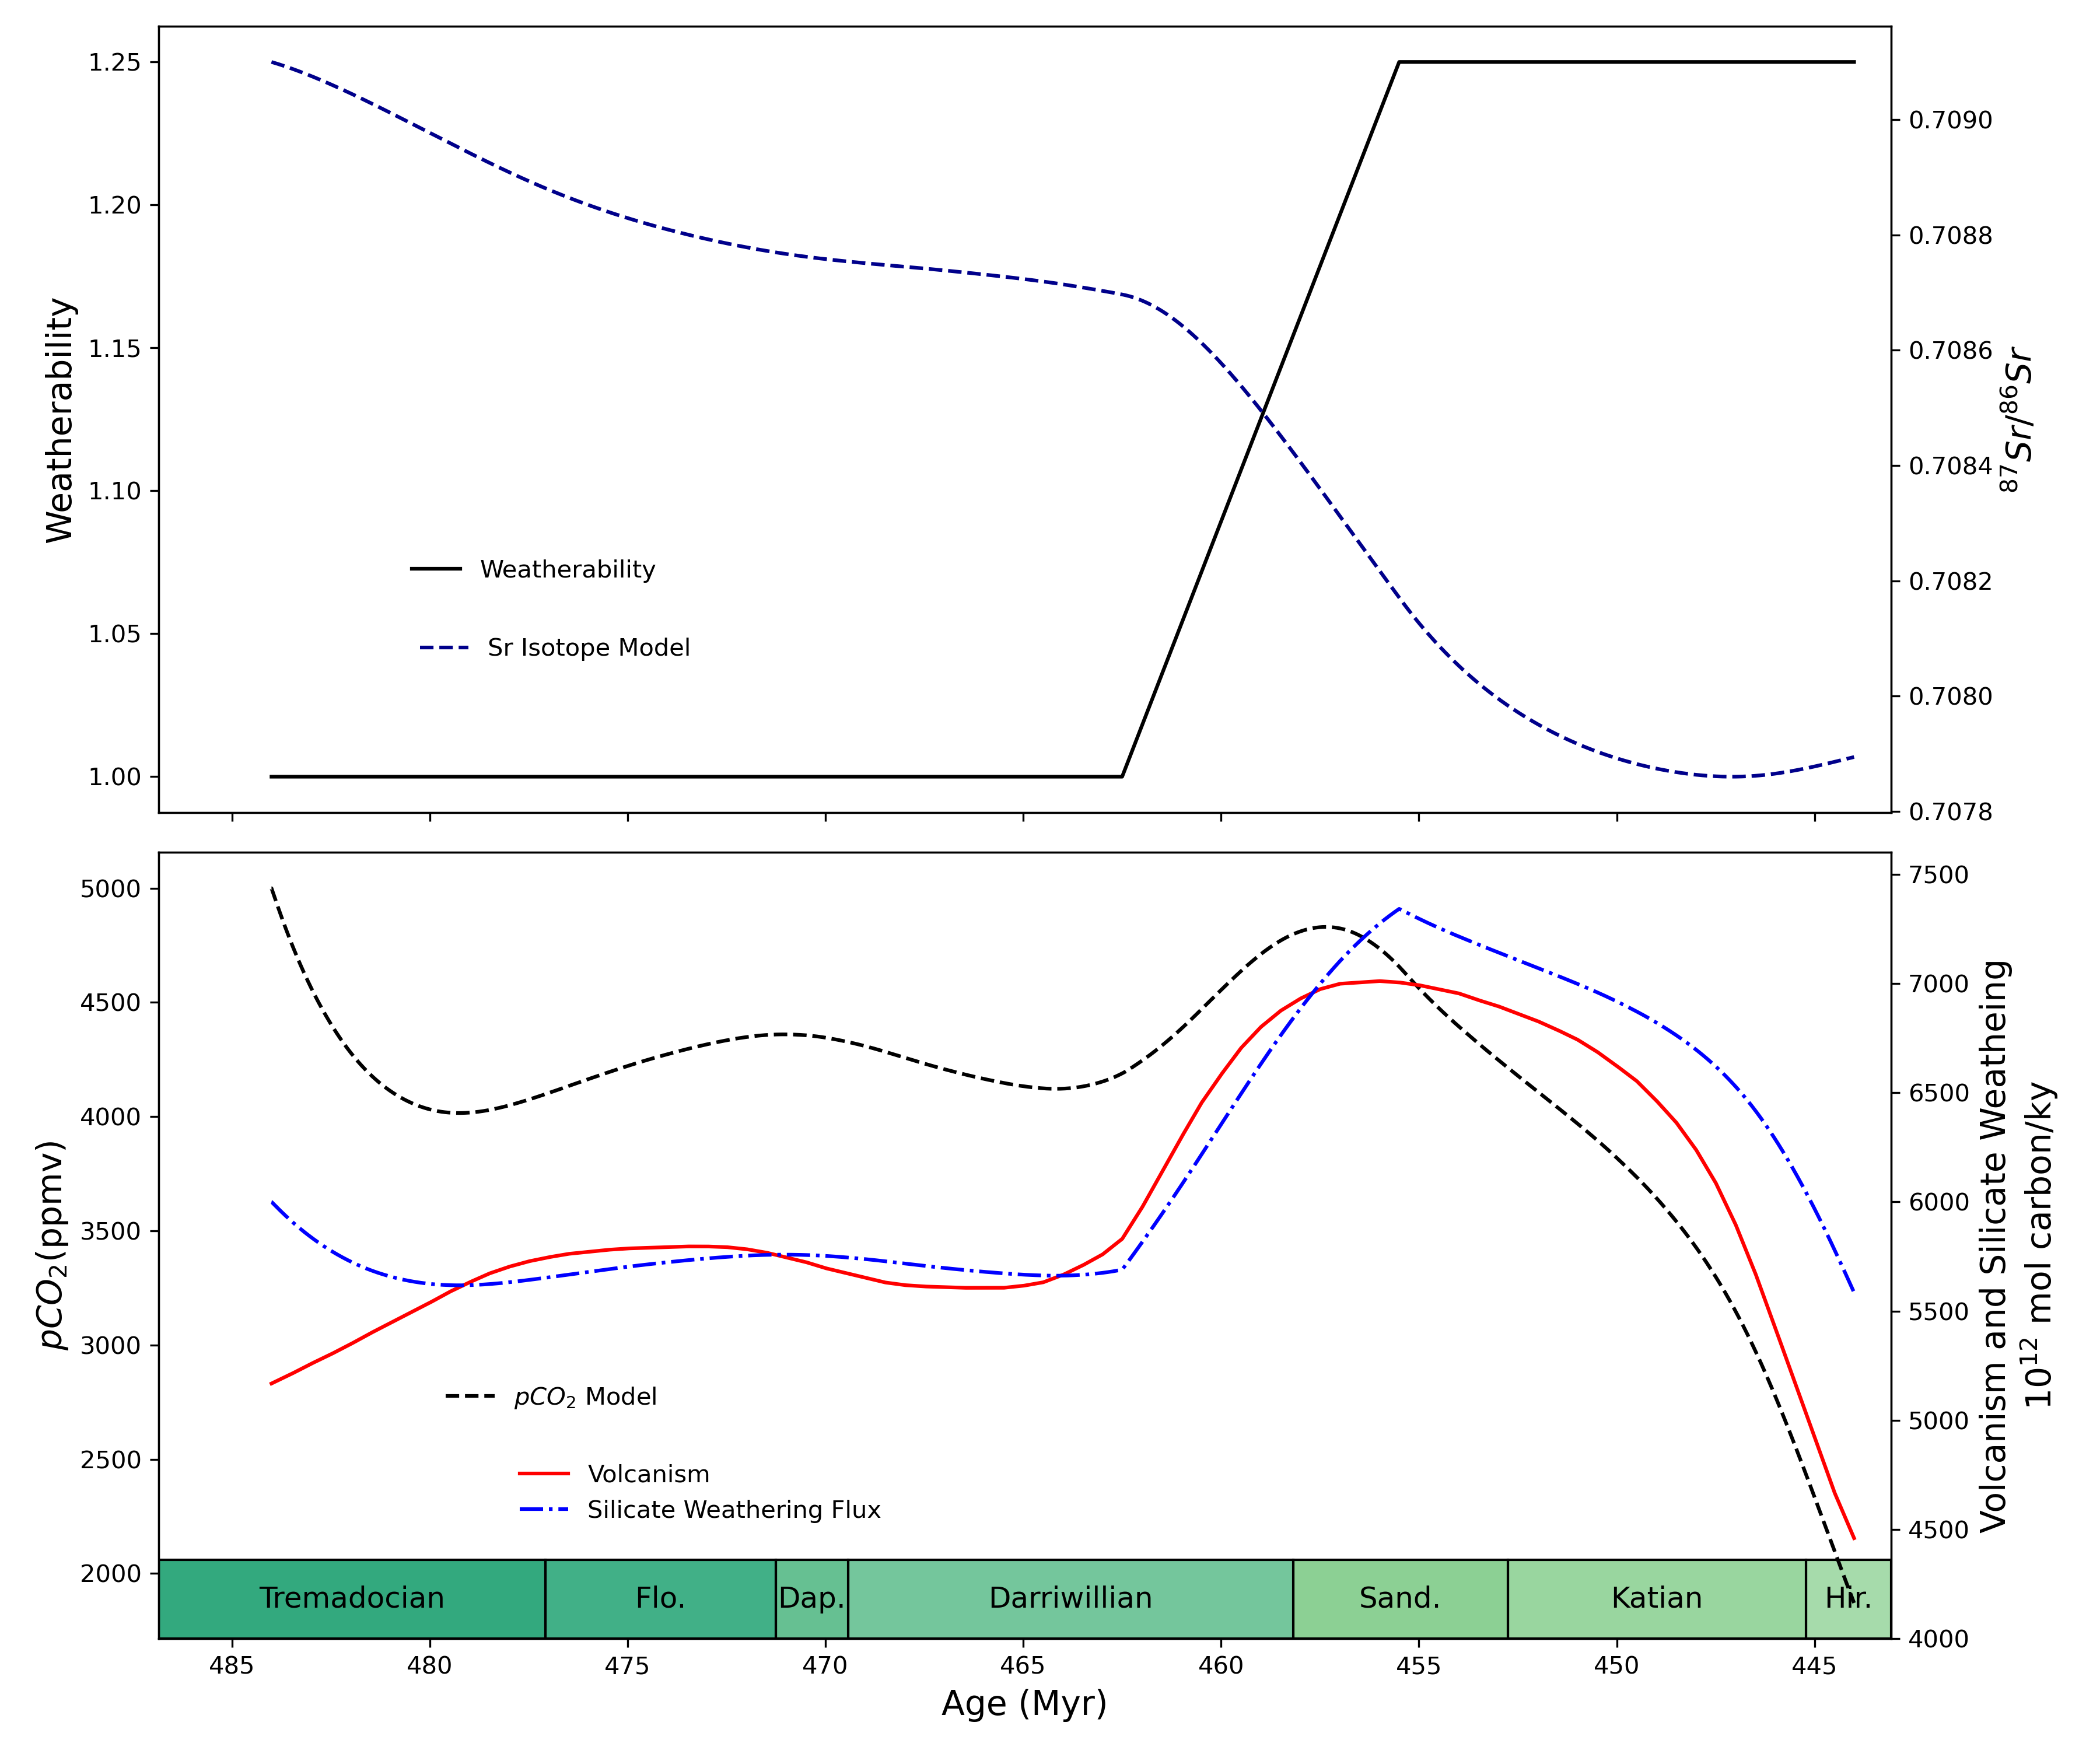 1.25
1.20
1.15
1.10
1.05
1.00
Weatherability
0.7090
0.7088
0.7086
0.7084
0.7082
0.7080
0.7078
⁸⁷Sr/⁸⁶Sr
Weatherability
Sr Isotope Model
5000
4500
4000
3500
3000
2500
2000
pCO₂(ppmv)
7500
7000
6500
6000
5500
5000
4500
4000
Volcanism and Silicate Weatheing
10¹² mol carbon/ky
pCO₂ Model
Volcanism
Silicate Weathering Flux
Tremadocian Flo. Dap. Darriwillian Sand. Katian Hir.
485 480 475 470 465 460 455 450 445
Age (Myr)